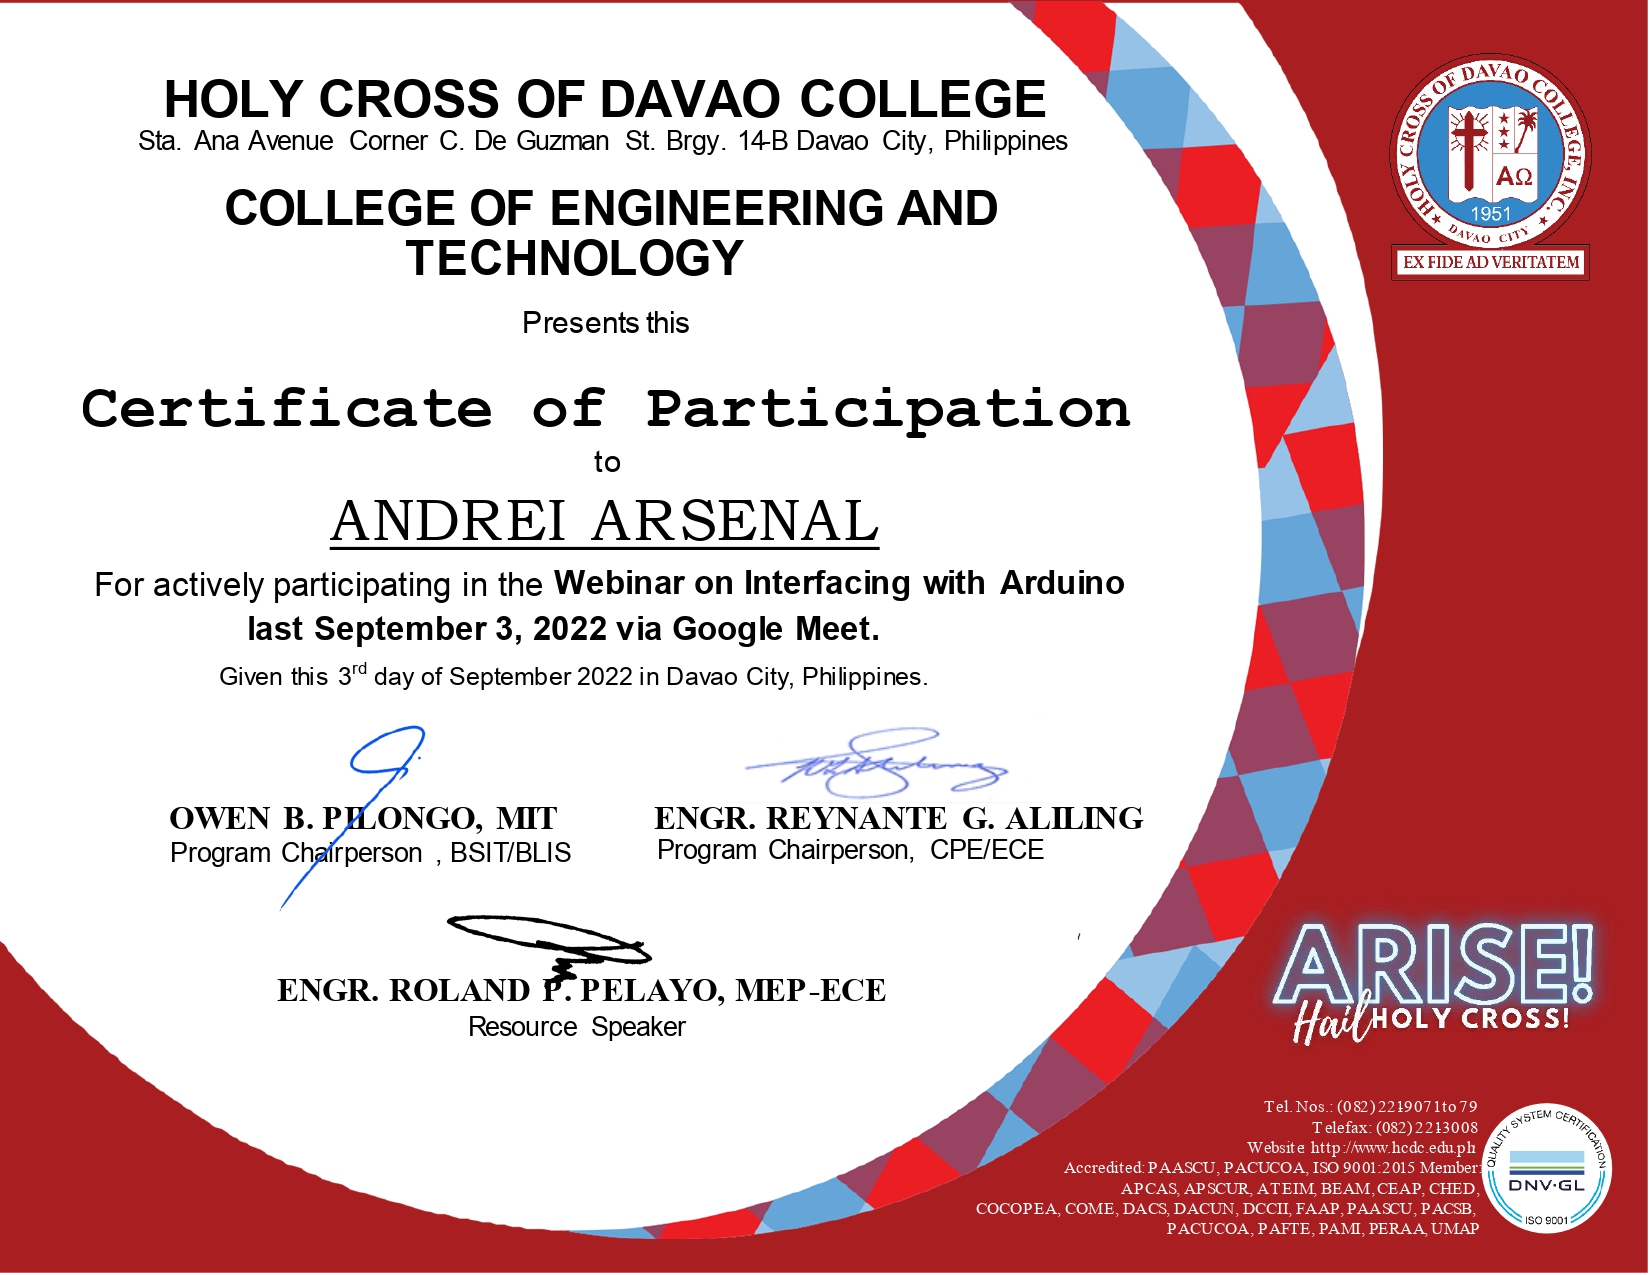 HOLY CROSS OF DAVAO COLLEGE
Sta. Ana Avenue Corner C. De Guzman St. Brgy. 14-B Davao City, Philippines
COLLEGE OF ENGINEERING AND
TECHNOLOGY
Presents this
Certificate of Participation
to
ANDREI ARSENAL
For actively participating in the Webinar on Interfacing with Arduino
last September 3, 2022 via Google Meet.
Given this 3rd day of September 2022 in Davao City, Philippines.
OWEN B. PILONGO, MIT
Program Chairperson , BSIT/BLIS
ENGR. REYNANTE G. ALILING
Program Chairperson, CPE/ECE
ENGR. ROLAND P. PELAYO, MEP-ECE
Resource Speaker
HOLY CROSS OF DAVAO COLLEGE, INC.
ΑΩ
1951
DAVAO CITY
EX FIDE AD VERITATEM
ARISE!
Hail HOLY CROSS!
Tel. Nos.: (082) 221-9071 to 79
Telefax: (082) 221-3008
Website http://www.hcdc.edu.ph
Accredited: PAASCU, PACUCOA, ISO 9001:2015 Member:
APCAS, APSCUR, ATEIM, BEAM, CEAP, CHED,
COCOPEA, COME, DACS, DACUN, DCCII, FAAP, PAASCU, PACSB,
PACUCOA, PAFTE, PAMI, PERAA, UMAP
QUALITY SYSTEM CERTIFICATION
DNV·GL
ISO 9001